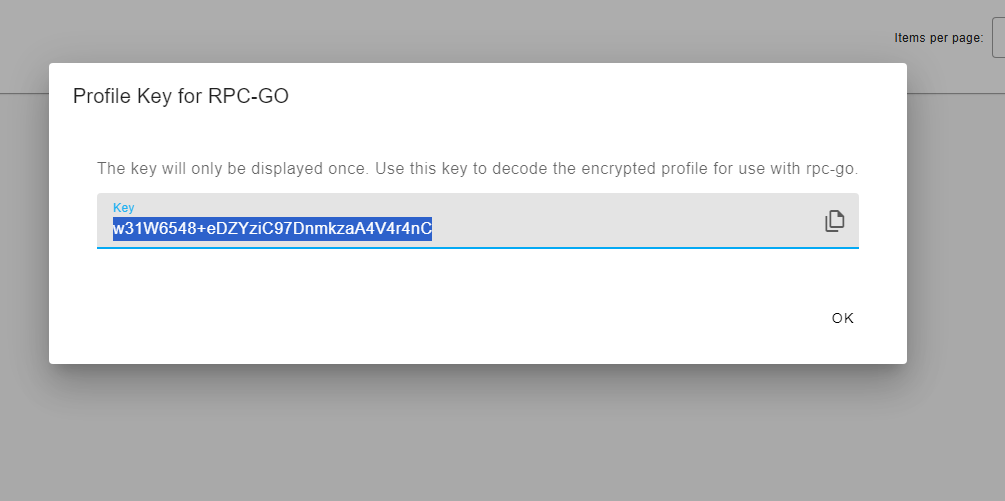 Items per page:
Profile Key for RPC-GO
The key will only be displayed once. Use this key to decode the encrypted profile for use with rpc-go.
Key
w31W6548+eDZYziC97DnmkzaA4V4r4nC
OK